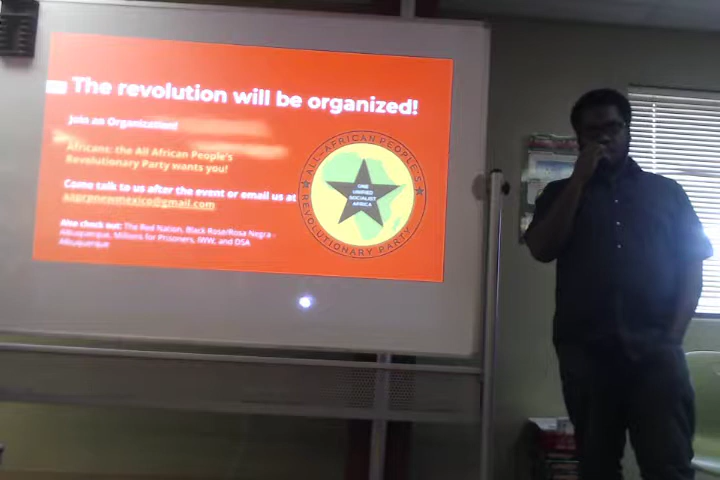 The revolution will be organized!
Join an Organization!
Africans: the All African People's
Revolutionary Party wants you!
Come talk to us after the event or email us at
aaprpnewmexico@gmail.com
Also check out: The Red Nation, Black Rose/Rosa Negra -
Albuquerque, Millions for Prisoners, IWW, and DSA
Albuquerque
ALL-AFRICAN PEOPLE'S
REVOLUTIONARY PARTY
ONE
UNIFIED
SOCIALIST
AFRICA